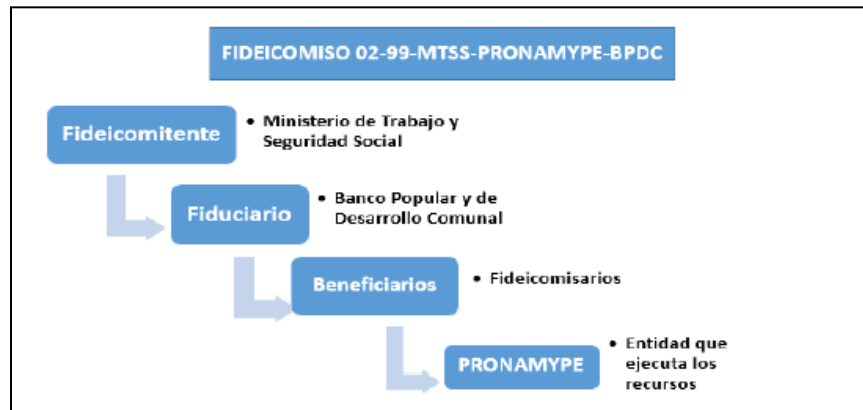 FIDEICOMISO 02-99-MTSS-PRONAMYPE-BPDC
Fideicomitente
• Ministerio de Trabajo y
Seguridad Social
Fiduciario
• Banco Popular y de
Desarrollo Comunal
Beneficiarios
• Fideicomisarios
PRONAMYPE
• Entidad que
ejecuta los
recursos